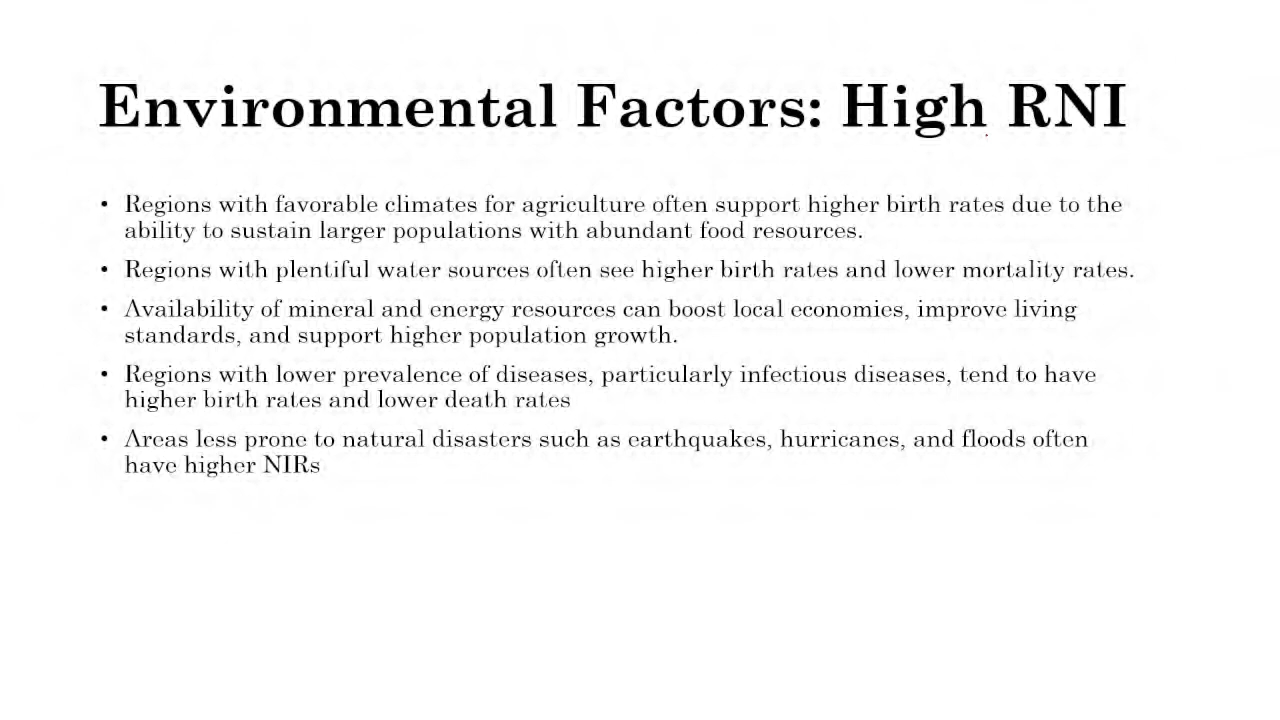 Environmental Factors: High RNI
• Regions with favorable climates for agriculture often support higher birth rates due to the
ability to sustain larger populations with abundant food resources.
• Regions with plentiful water sources often see higher birth rates and lower mortality rates.
• Availability of mineral and energy resources can boost local economies, improve living
standards, and support higher population growth.
• Regions with lower prevalence of diseases, particularly infectious diseases, tend to have
higher birth rates and lower death rates
• Areas less prone to natural disasters such as earthquakes, hurricanes, and floods often
have higher NIRs